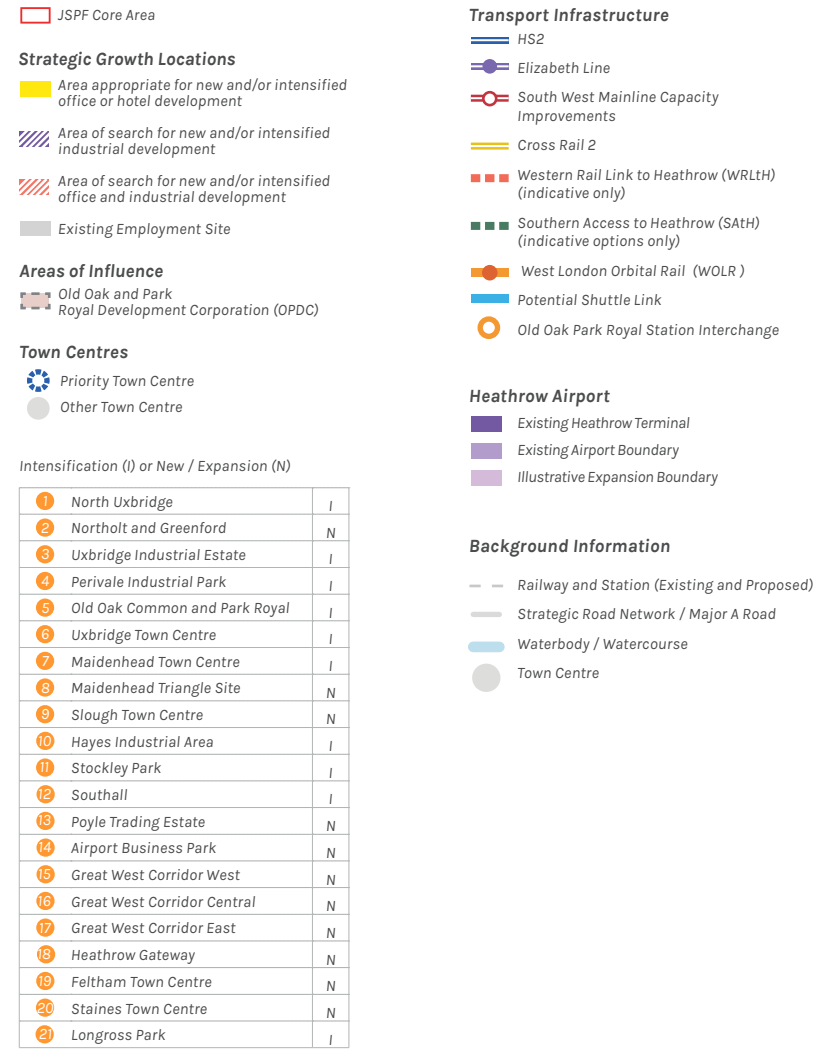 JSPF Core Area
Strategic Growth Locations
Area appropriate for new and/or intensified
office or hotel development
Area of search for new and/or intensified
industrial development
Area of search for new and/or intensified
office and industrial development
Existing Employment Site
Areas of Influence
Old Oak and Park
Royal Development Corporation (OPDC)
Town Centres
Priority Town Centre
Other Town Centre
Intensification (I) or New / Expansion (N)
1 North Uxbridge I
2 Northolt and Greenford N
3 Uxbridge Industrial Estate I
4 Perivale Industrial Park I
5 Old Oak Common and Park Royal I
6 Uxbridge Town Centre I
7 Maidenhead Town Centre I
8 Maidenhead Triangle Site N
9 Slough Town Centre N
10 Hayes Industrial Area I
11 Stockley Park I
12 Southall I
13 Poyle Trading Estate N
14 Airport Business Park N
15 Great West Corridor West N
16 Great West Corridor Central N
17 Great West Corridor East N
18 Heathrow Gateway N
19 Feltham Town Centre N
20 Staines Town Centre N
21 Longross Park I
Transport Infrastructure
HS2
Elizabeth Line
South West Mainline Capacity
Improvements
Cross Rail 2
Western Rail Link to Heathrow (WRLtH)
(indicative only)
Southern Access to Heathrow (SAtH)
(indicative options only)
West London Orbital Rail (WOLR )
Potential Shuttle Link
Old Oak Park Royal Station Interchange
Heathrow Airport
Existing Heathrow Terminal
Existing Airport Boundary
Illustrative Expansion Boundary
Background Information
Railway and Station (Existing and Proposed)
Strategic Road Network / Major A Road
Waterbody / Watercourse
Town Centre